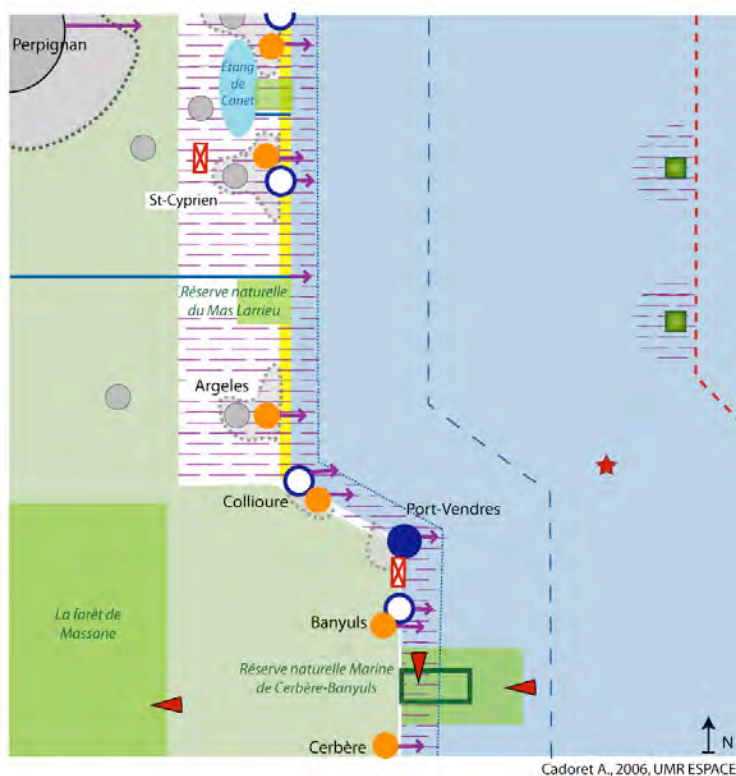 Perpignan
Étang
de
Canet
St-Cyprien
Réserve naturelle
du Mas Larrieu
Argeles
Collioure
Port-Vendres
La forêt de
Massane
Banyuls
Réserve naturelle Marine
de Cerbère-Banyuls
Cerbère
N
Cadoret A., 2006, UMR ESPACE